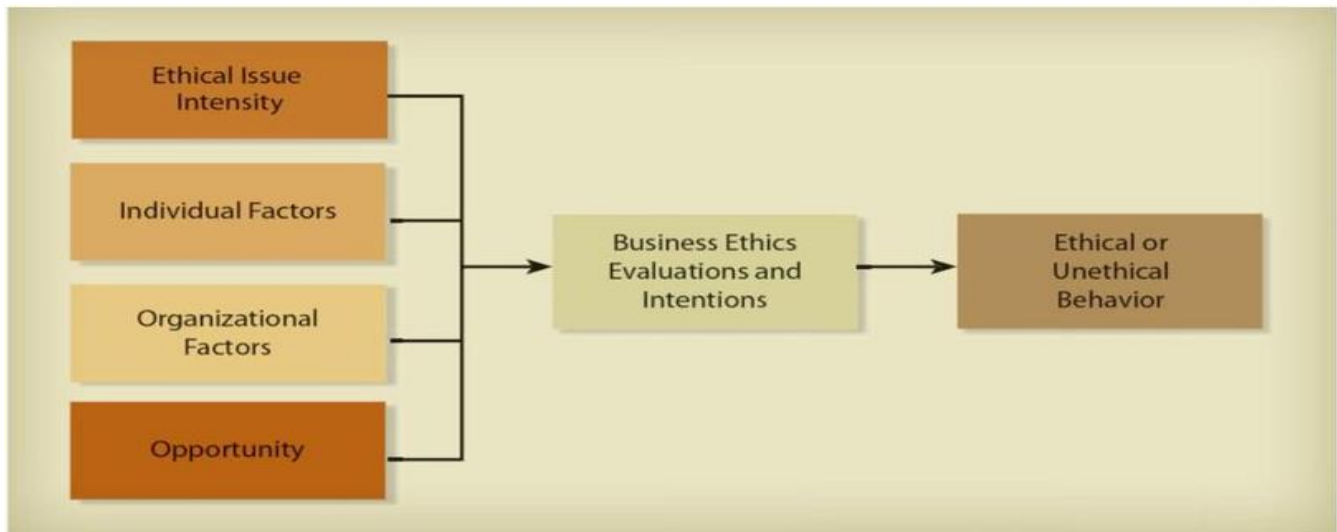 Ethical Issue
Intensity
Individual Factors
Organizational
Factors
Opportunity
Business Ethics
Evaluations and
Intentions
Ethical or
Unethical
Behavior